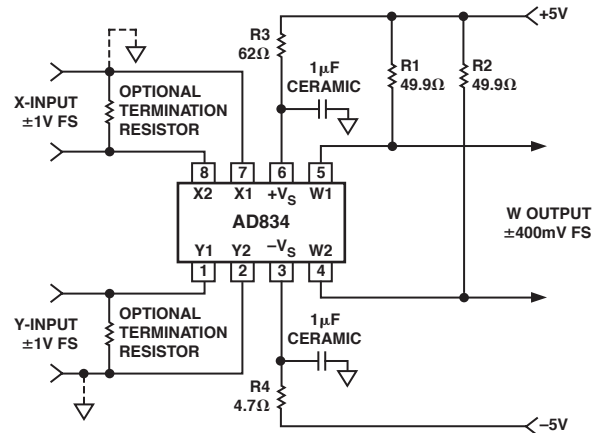 +5V
R3
62Ω
1μF
CERAMIC
R1
49.9Ω
R2
49.9Ω
X-INPUT
±1V FS
OPTIONAL
TERMINATION
RESISTOR
8 7 6 5
X2 X1 +VS W1
AD834
Y1 Y2 –VS W2
1 2 3 4
W OUTPUT
±400mV FS
Y-INPUT
±1V FS
OPTIONAL
TERMINATION
RESISTOR
1μF
CERAMIC
R4
4.7Ω
–5V